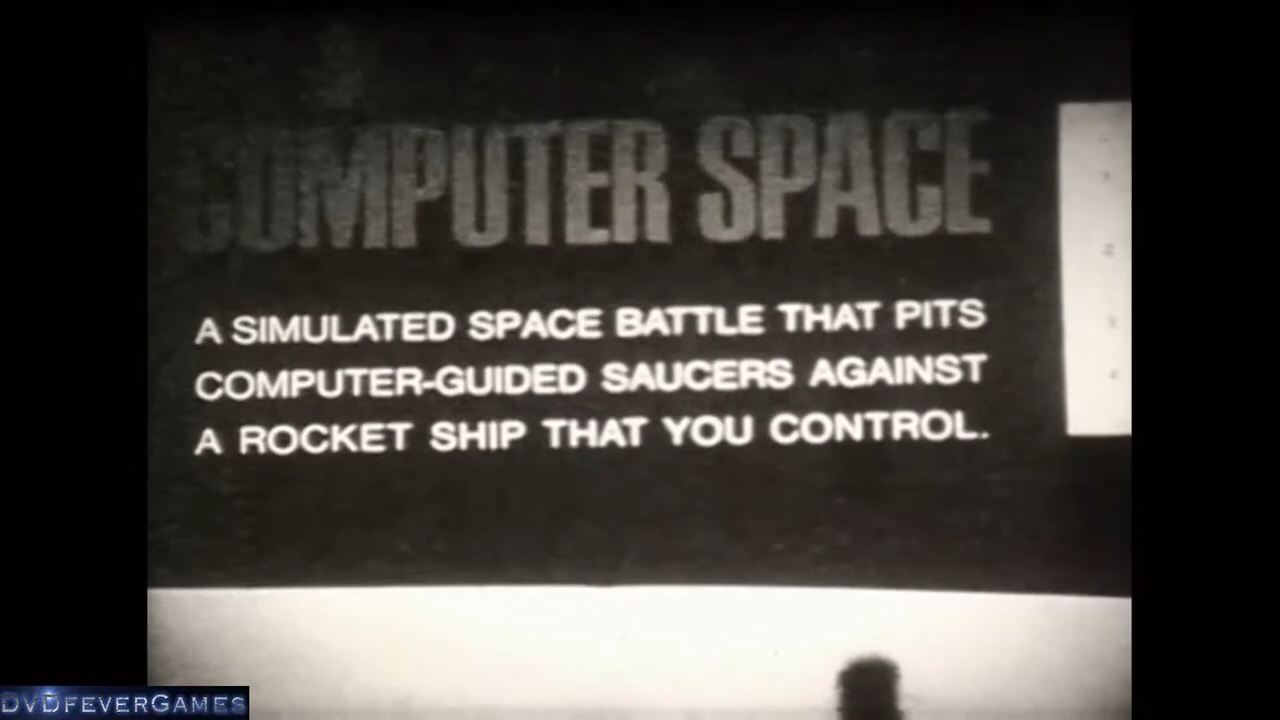 COMPUTER SPACE
A SIMULATED SPACE BATTLE THAT PITS
COMPUTER-GUIDED SAUCERS AGAINST
A ROCKET SHIP THAT YOU CONTROL.
DVDFEVERGAMES